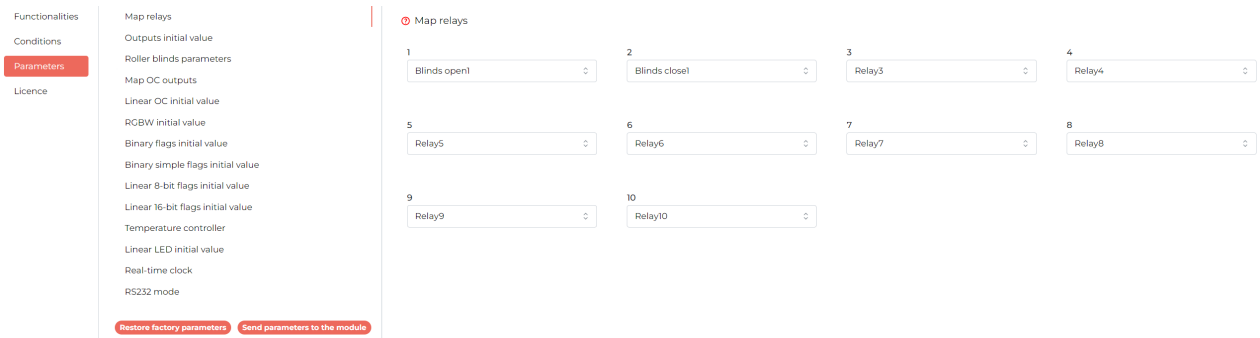 Functionalities
Conditions
Parameters
Licence
Map relays
Outputs initial value
Roller blinds parameters
Map OC outputs
Linear OC initial value
RGBW initial value
Binary flags initial value
Binary simple flags initial value
Linear 8-bit flags initial value
Linear 16-bit flags initial value
Temperature controller
Linear LED initial value
Real-time clock
RS232 mode
Restore factory parameters
Send parameters to the module
Map relays
1
Blinds open1
2
Blinds close1
3
Relay3
4
Relay4
5
Relay5
6
Relay6
7
Relay7
8
Relay8
9
Relay9
10
Relay10